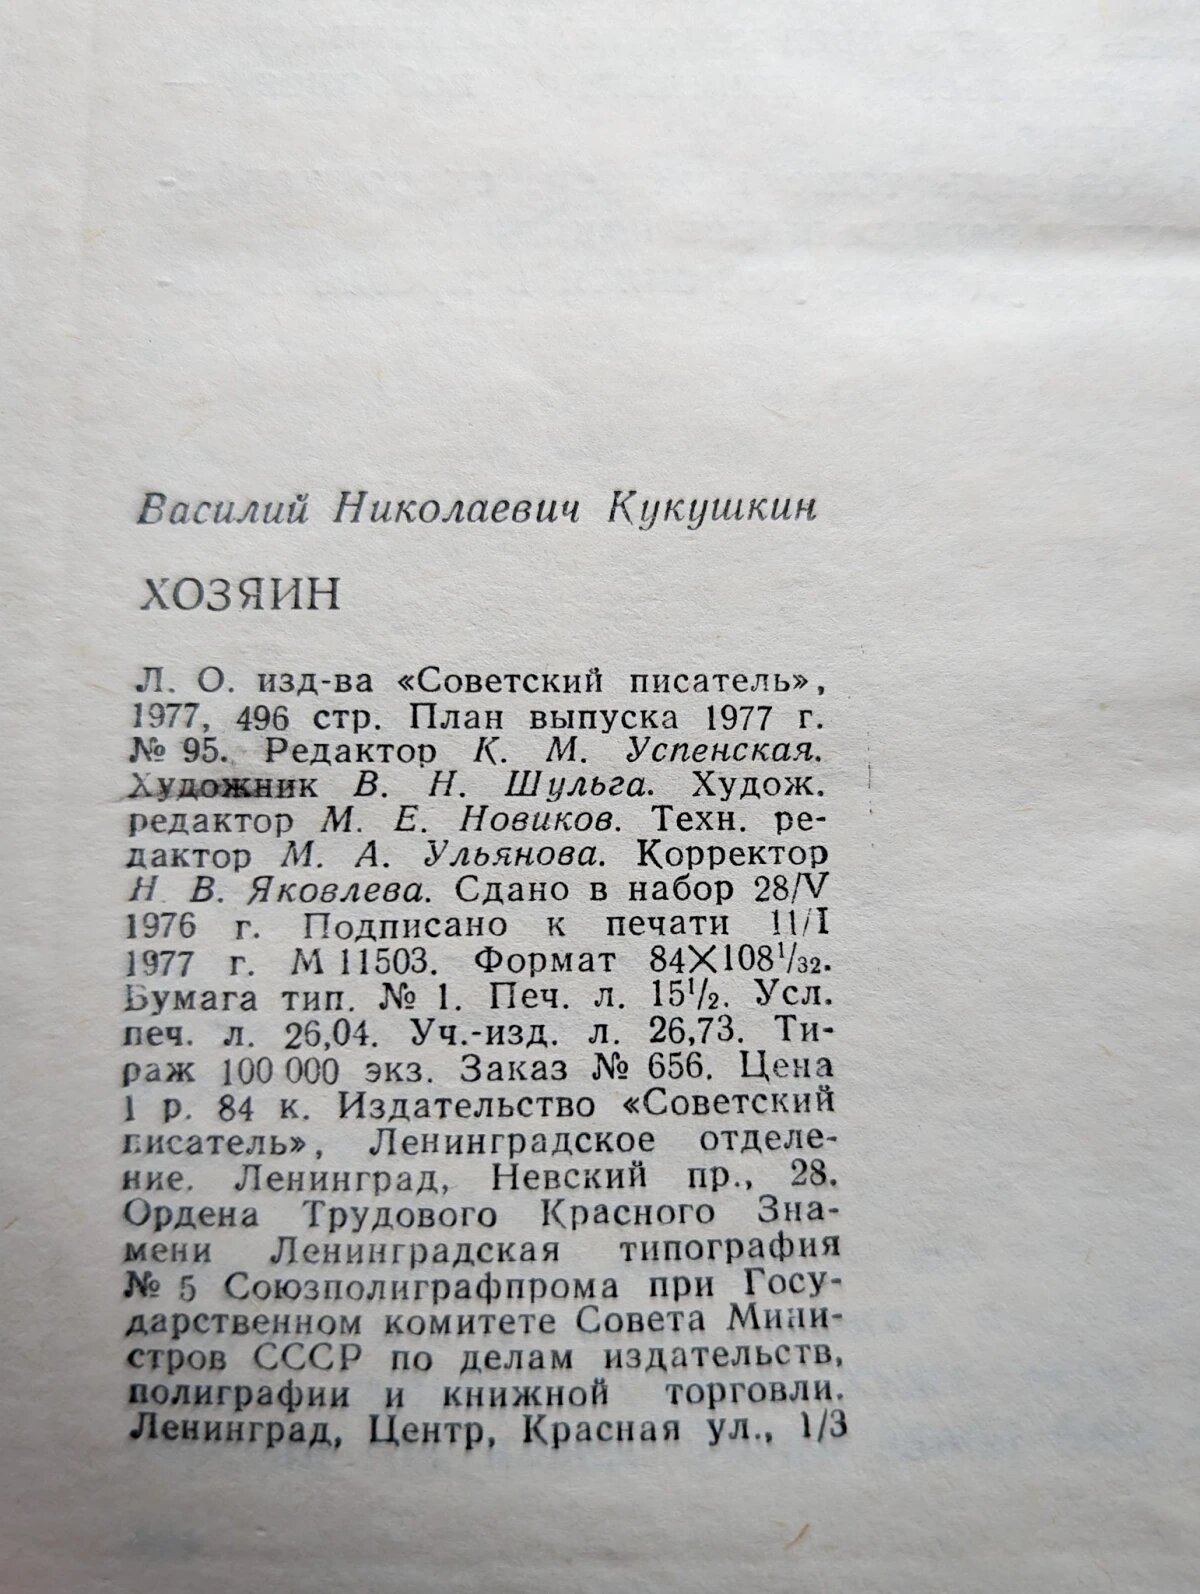 Василий Николаевич Кукушкин
ХОЗЯИН
Л. О. изд-ва «Советский писатель»,
1977, 496 стр. План выпуска 1977 г.
№ 95. Редактор К. М. Успенская.
Художник В. Н. Шульга. Худож.
редактор М. Е. Новиков. Техн. ре-
дактор М. А. Ульянова. Корректор
Н В. Яковлева. Сдано в набор 28/V
1976 г. Подписано к печати 11/I
1977 г. М 11503. Формат 84×108¹/₃₂.
Бумага тип. № 1. Печ. л. 15¹/₂. Усл.
печ. л. 26,04. Уч.-изд. л. 26,73. Ти-
раж 100 000 экз. Заказ № 656. Цена
1 р. 84 к. Издательство «Советский
писатель», Ленинградское отделе-
ние. Ленинград, Невский пр., 28.
Ордена Трудового Красного Зна-
мени Ленинградская типография
№ 5 Союзполиграфпрома при Госу-
дарственном комитете Совета Мини-
стров СССР по делам издательств,
полиграфии и книжной торговли.
Ленинград, Центр, Красная ул., 1/3